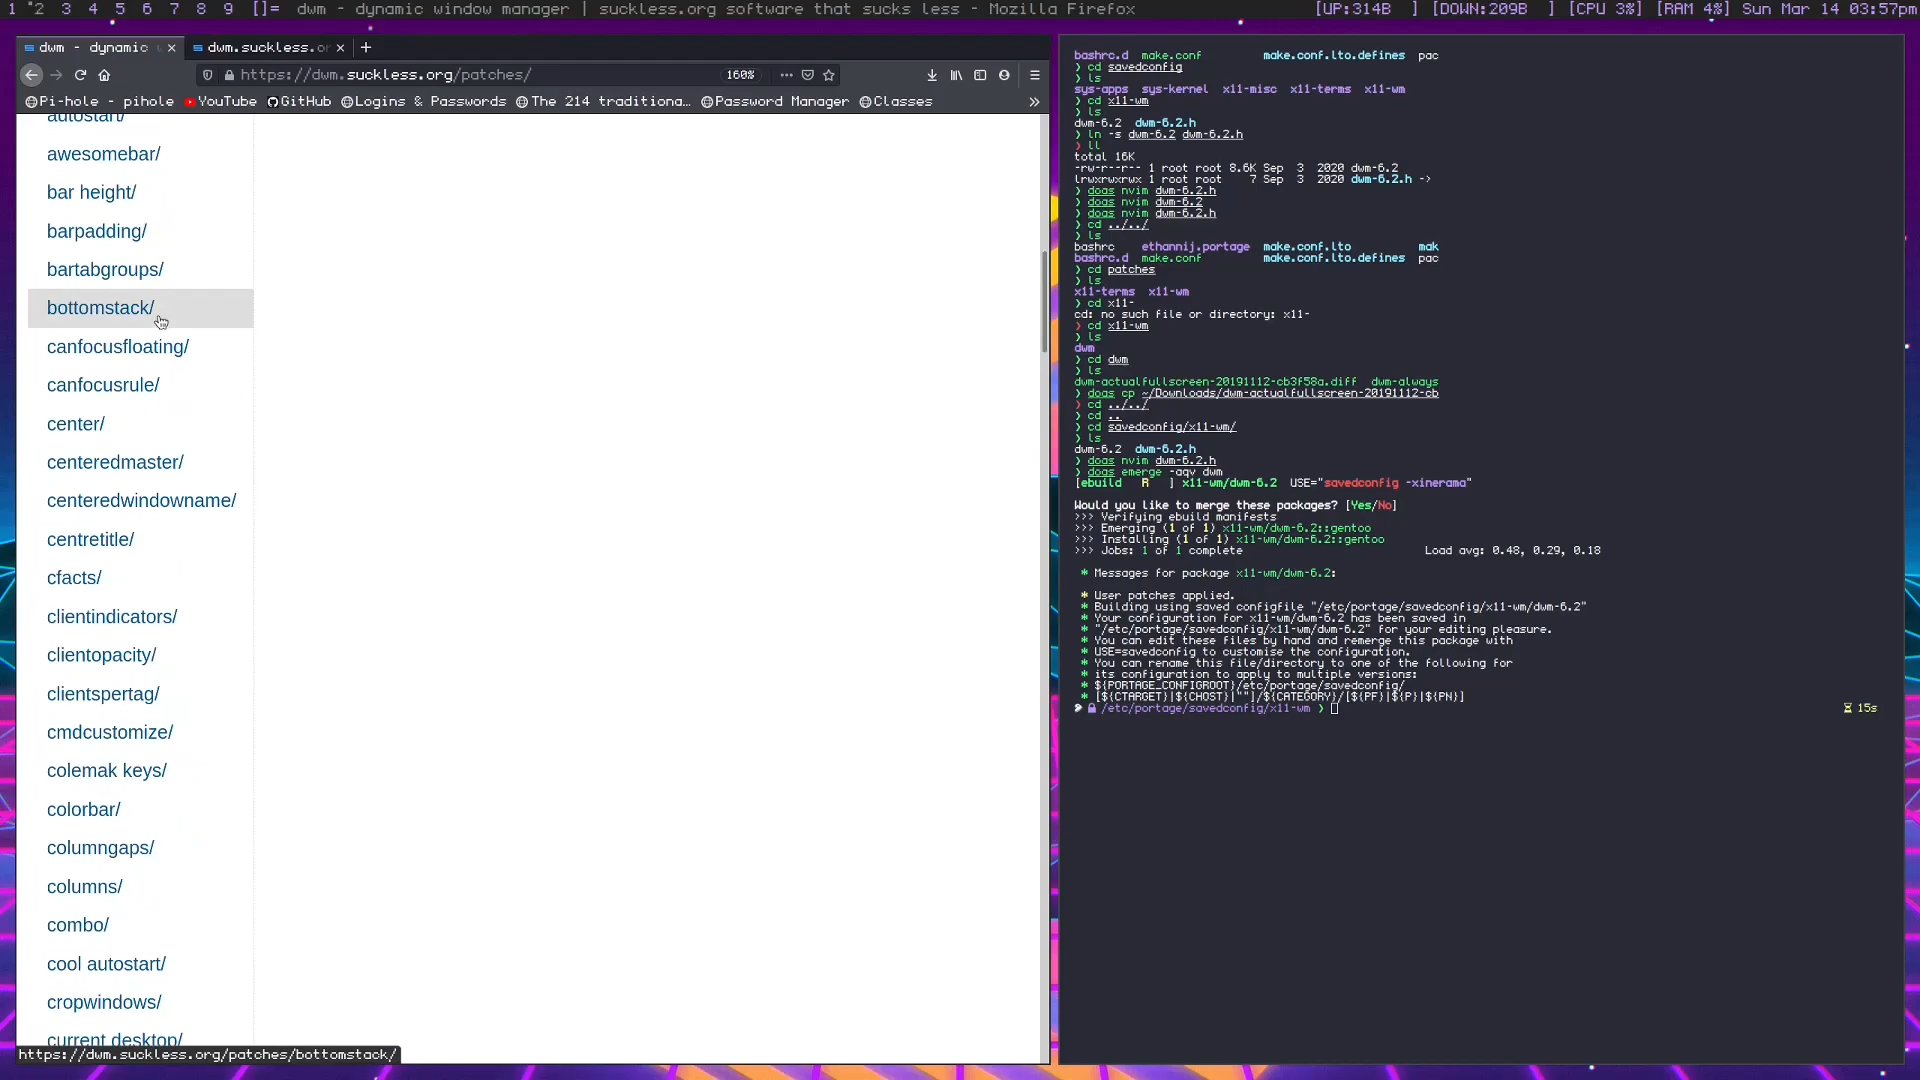 1 "2 3 4 5 6 7 8 9 []= dwm - dynamic window manager | suckless.org software that sucks less - Mozilla Firefox [UP:314B ] [DOWN:209B ] [CPU 3%] [RAM 4%] Sun Mar 14 03:57pm
dwm - dynamic
dwm.suckless.or
https://dwm.suckless.org/patches/
160%
Pi-hole - pihole YouTube GitHub Logins & Passwords The 214 traditiona... Password Manager Classes
autostart/
awesomebar/
bar height/
barpadding/
bartabgroups/
bottomstack/
canfocusfloating/
canfocusrule/
center/
centeredmaster/
centeredwindowname/
centretitle/
cfacts/
clientindicators/
clientopacity/
clientspertag/
cmdcustomize/
colemak keys/
colorbar/
columngaps/
columns/
combo/
cool autostart/
cropwindows/
current desktop/
https://dwm.suckless.org/patches/bottomstack/
bashrc.d make.conf make.conf.lto.defines pac
❯ cd savedconfig
❯ ls
sys-apps sys-kernel x11-misc x11-terms x11-wm
❯ cd x11-wm
❯ ls
dwm-6.2 dwm-6.2.h
❯ ln -s dwm-6.2 dwm-6.2.h
❯ ll
total 16K
-rw-r--r-- 1 root root 8.6K Sep 3 2020 dwm-6.2
lrwxrwxrwx 1 root root 7 Sep 3 2020 dwm-6.2.h ->
❯ doas nvim dwm-6.2.h
❯ doas nvim dwm-6.2
❯ doas nvim dwm-6.2.h
❯ cd ../../
❯ ls
bashrc ethannij.portage make.conf.lto mak
bashrc.d make.conf make.conf.lto.defines pac
❯ cd patches
❯ ls
x11-terms x11-wm
❯ cd x11-
cd: no such file or directory: x11-
❯ cd x11-wm
❯ ls
dwm
❯ cd dwm
❯ ls
dwm-actualfullscreen-20191112-cb3f58a.diff dwm-always
❯ doas cp ~/Downloads/dwm-actualfullscreen-20191112-cb
❯ cd ../../
❯ cd ..
❯ cd savedconfig/x11-wm/
❯ ls
dwm-6.2 dwm-6.2.h
❯ doas nvim dwm-6.2.h
❯ doas emerge -aqv dwm
[ebuild R ] x11-wm/dwm-6.2 USE="savedconfig -xinerama"
Would you like to merge these packages? [Yes/No]
>>> Verifying ebuild manifests
>>> Emerging (1 of 1) x11-wm/dwm-6.2::gentoo
>>> Installing (1 of 1) x11-wm/dwm-6.2::gentoo
>>> Jobs: 1 of 1 complete Load avg: 0.48, 0.29, 0.18
* Messages for package x11-wm/dwm-6.2:
* User patches applied.
* Building using saved configfile "/etc/portage/savedconfig/x11-wm/dwm-6.2"
* Your configuration for x11-wm/dwm-6.2 has been saved in
* "/etc/portage/savedconfig/x11-wm/dwm-6.2" for your editing pleasure.
* You can edit these files by hand and remerge this package with
* USE=savedconfig to customise the configuration.
* You can rename this file/directory to one of the following for
* its configuration to apply to multiple versions:
* ${PORTAGE_CONFIGROOT}/etc/portage/savedconfig/
* [${CTARGET}|${CHOST}|""]/${CATEGORY}/[${PF}|${P}|${PN}]
/etc/portage/savedconfig/x11-wm ❯ 15s